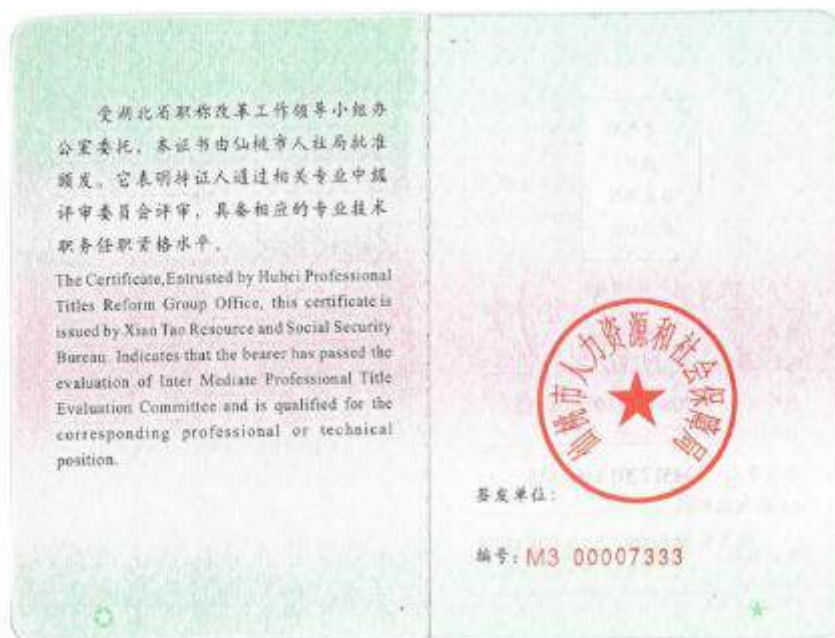 受湖北省职称改革工作领导小组办
公室委托，本证书由仙桃市人社局批准
颁发。它表明持证人通过相关专业中级
评审委员会评审，具备相应的专业技术
职务任职资格水平。
The Certificate,Entrusted by Hubei Professional
Titles Reform Group Office, this certificate is
issued by Xian Tao Resource and Social Security
Bureau. Indicates that the bearer has passed the
evaluation of Inter Mediate Professional Title
Evaluation Committee and is qualified for the
corresponding professional or technical
position.
仙桃市人力资源和社会保障局
签发单位：
编号：M3 00007333